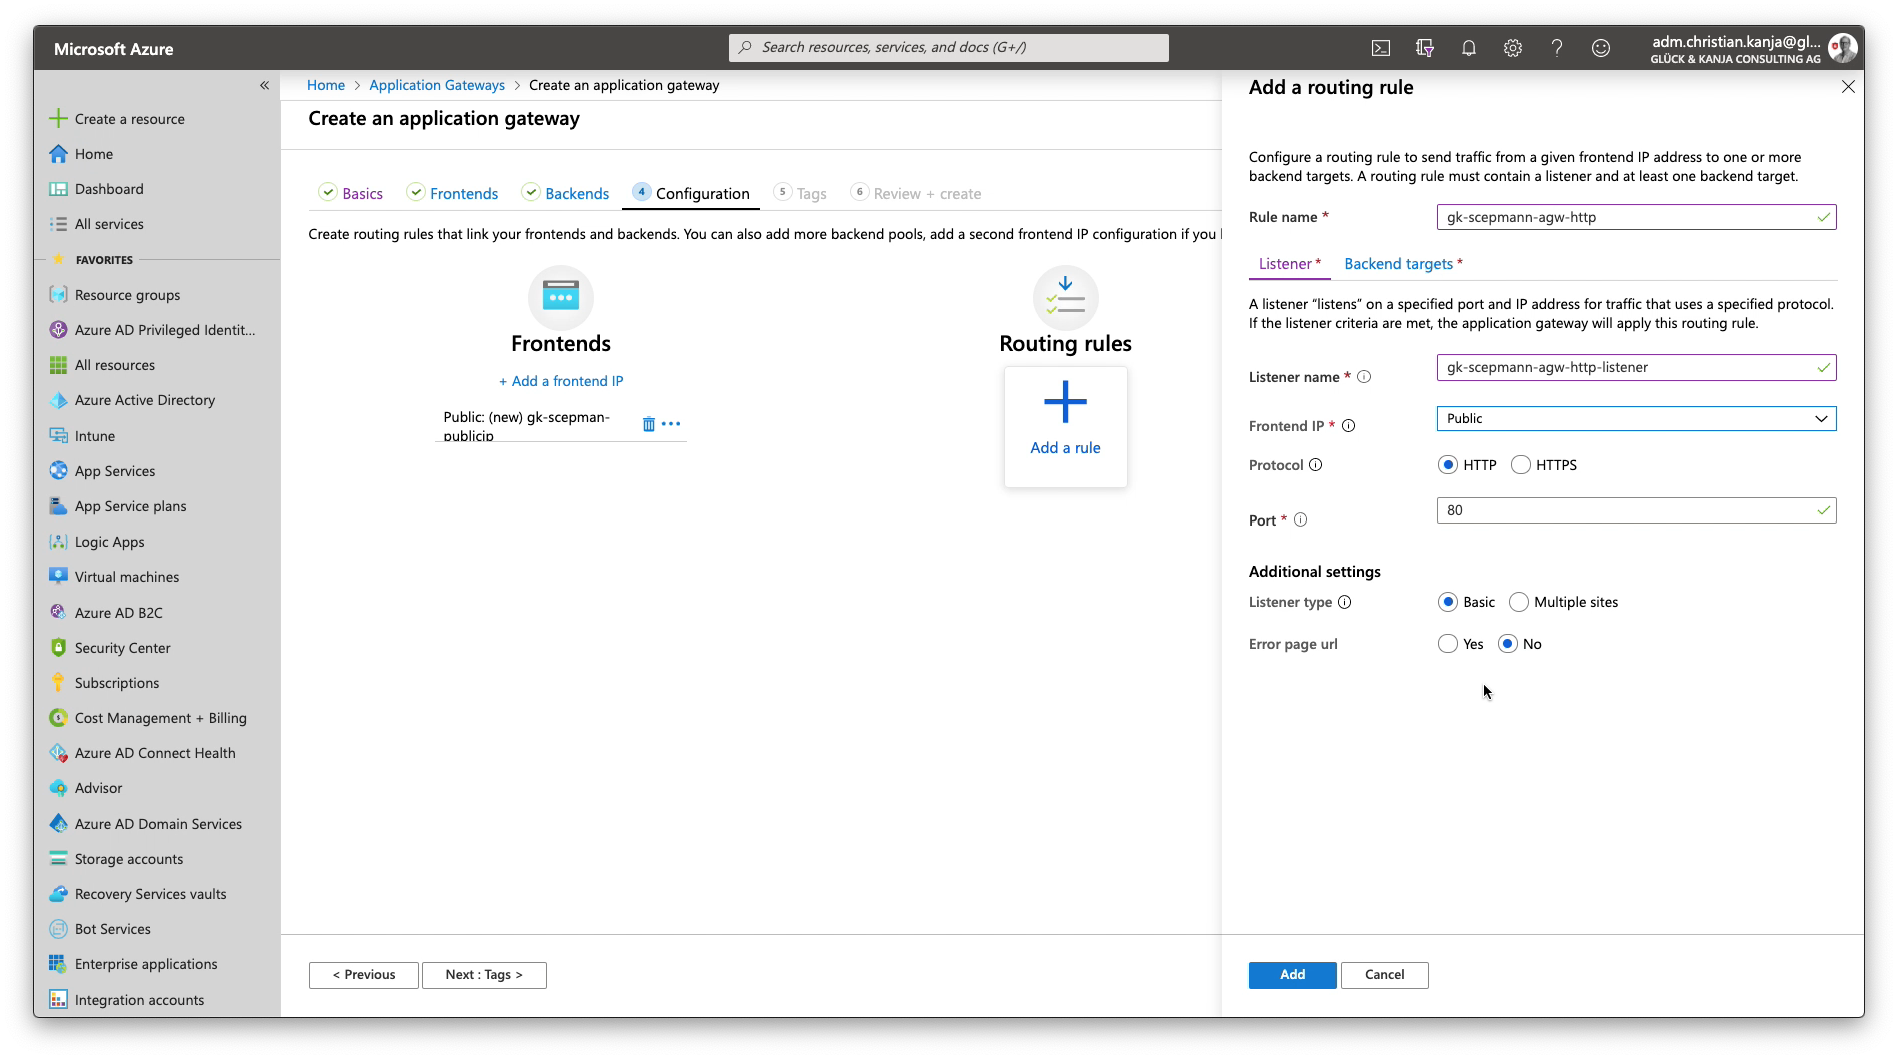 Microsoft Azure
Search resources, services, and docs (G+/)
adm.christian.kanja@gl...
GLÜCK & KANJA CONSULTING AG
«
Create a resource
Home
Dashboard
All services
FAVORITES
Resource groups
Azure AD Privileged Identit...
All resources
Azure Active Directory
Intune
App Services
App Service plans
Logic Apps
Virtual machines
Azure AD B2C
Security Center
Subscriptions
Cost Management + Billing
Azure AD Connect Health
Advisor
Azure AD Domain Services
Storage accounts
Recovery Services vaults
Bot Services
Enterprise applications
Integration accounts
Home > Application Gateways > Create an application gateway
Create an application gateway
Basics Frontends Backends 4 Configuration 5 Tags 6 Review + create
Create routing rules that link your frontends and backends. You can also add more backend pools, add a second frontend IP configuration if you
Frontends
+ Add a frontend IP
Public: (new) gk-scepman-
publicip
Routing rules
Add a rule
< Previous
Next : Tags >
Add a routing rule
Configure a routing rule to send traffic from a given frontend IP address to one or more
backend targets. A routing rule must contain a listener and at least one backend target.
Rule name * gk-scepmann-agw-http
Listener * Backend targets *
A listener “listens” on a specified port and IP address for traffic that uses a specified protocol.
If the listener criteria are met, the application gateway will apply this routing rule.
Listener name * gk-scepmann-agw-http-listener
Frontend IP * Public
Protocol HTTP HTTPS
Port * 80
Additional settings
Listener type Basic Multiple sites
Error page url Yes No
Add
Cancel